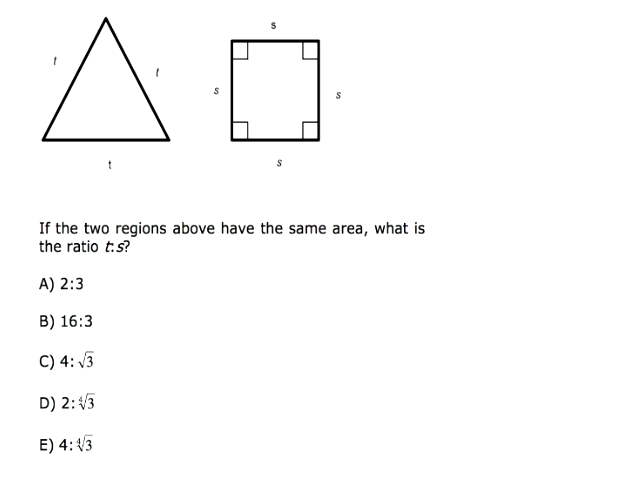 s
t
t
s
s
t
s
If the two regions above have the same area, what is
the ratio t:s?
A) 2:3
B) 16:3
C) 4: √3
D) 2: ∜3
E) 4: ∜3